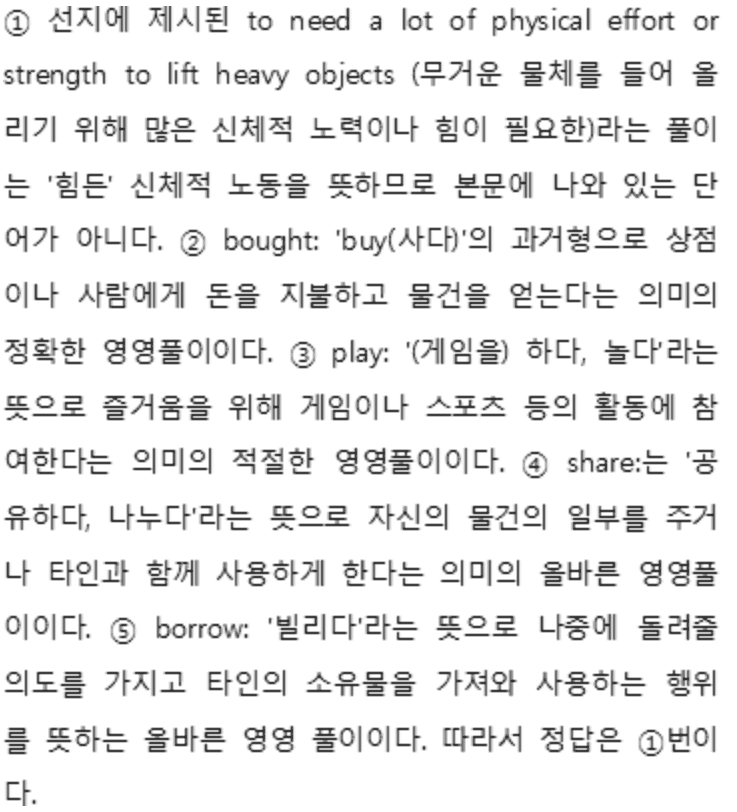 ① 선지에 제시된 to need a lot of physical effort or
strength to lift heavy objects (무거운 물체를 들어 올
리기 위해 많은 신체적 노력이나 힘이 필요한)라는 풀이
는 '힘든' 신체적 노동을 뜻하므로 본문에 나와 있는 단
어가 아니다. ② bought: 'buy(사다)'의 과거형으로 상점
이나 사람에게 돈을 지불하고 물건을 얻는다는 의미의
정확한 영영풀이이다. ③ play: '(게임을) 하다, 놀다'라는
뜻으로 즐거움을 위해 게임이나 스포츠 등의 활동에 참
여한다는 의미의 적절한 영영풀이이다. ④ share:는 '공
유하다, 나누다'라는 뜻으로 자신의 물건의 일부를 주거
나 타인과 함께 사용하게 한다는 의미의 올바른 영영풀
이이다. ⑤ borrow: '빌리다'라는 뜻으로 나중에 돌려줄
의도를 가지고 타인의 소유물을 가져와 사용하는 행위
를 뜻하는 올바른 영영 풀이이다. 따라서 정답은 ①번이
다.